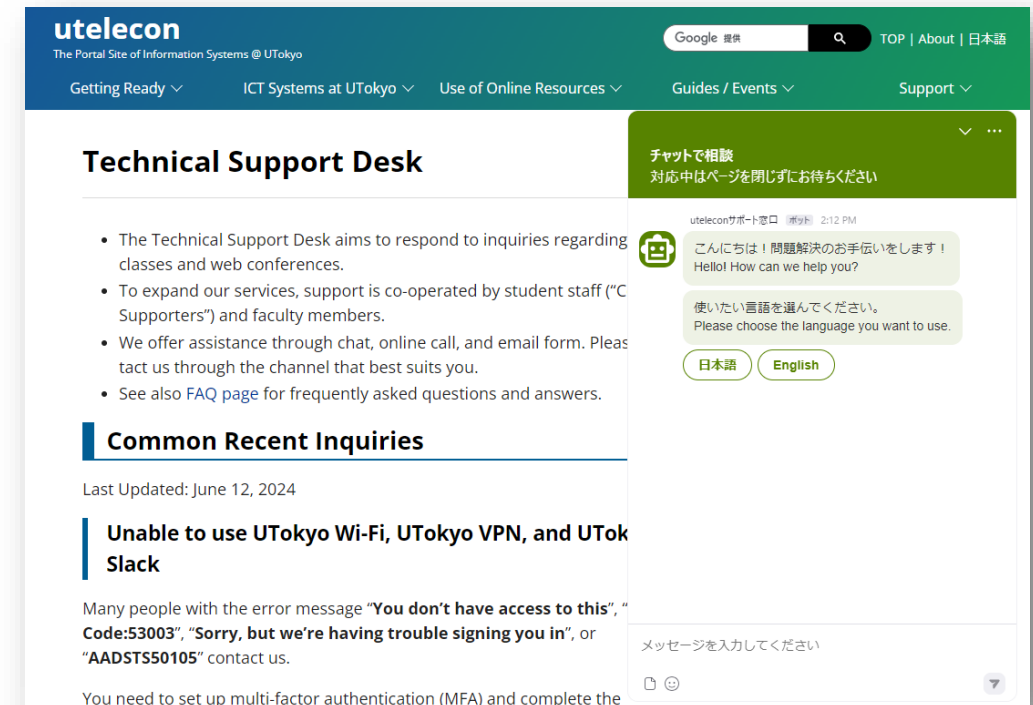 utelecon
The Portal Site of Information Systems @ UTokyo
Google 提供
TOP | About | 日本語
Getting Ready
ICT Systems at UTokyo
Use of Online Resources
Guides / Events
Support
Technical Support Desk
The Technical Support Desk aims to respond to inquiries regarding
classes and web conferences.
To expand our services, support is co-operated by student staff (“C
Supporters”) and faculty members.
We offer assistance through chat, online call, and email form. Pleas
tact us through the channel that best suits you.
See also FAQ page for frequently asked questions and answers.
Common Recent Inquiries
Last Updated: June 12, 2024
Unable to use UTokyo Wi-Fi, UTokyo VPN, and UTok
Slack
Many people with the error message “You don’t have access to this”, “
Code:53003”, “Sorry, but we’re having trouble signing you in”, or
“AADSTS50105” contact us.
You need to set up multi-factor authentication (MFA) and complete the
チャットで相談
対応中はページを閉じずにお待ちください
uteleconサポート窓口 ボット 2:12 PM
こんにちは！問題解決のお手伝いをします！
Hello! How can we help you?
使いたい言語を選んでください。
Please choose the language you want to use.
日本語
English
メッセージを入力してください